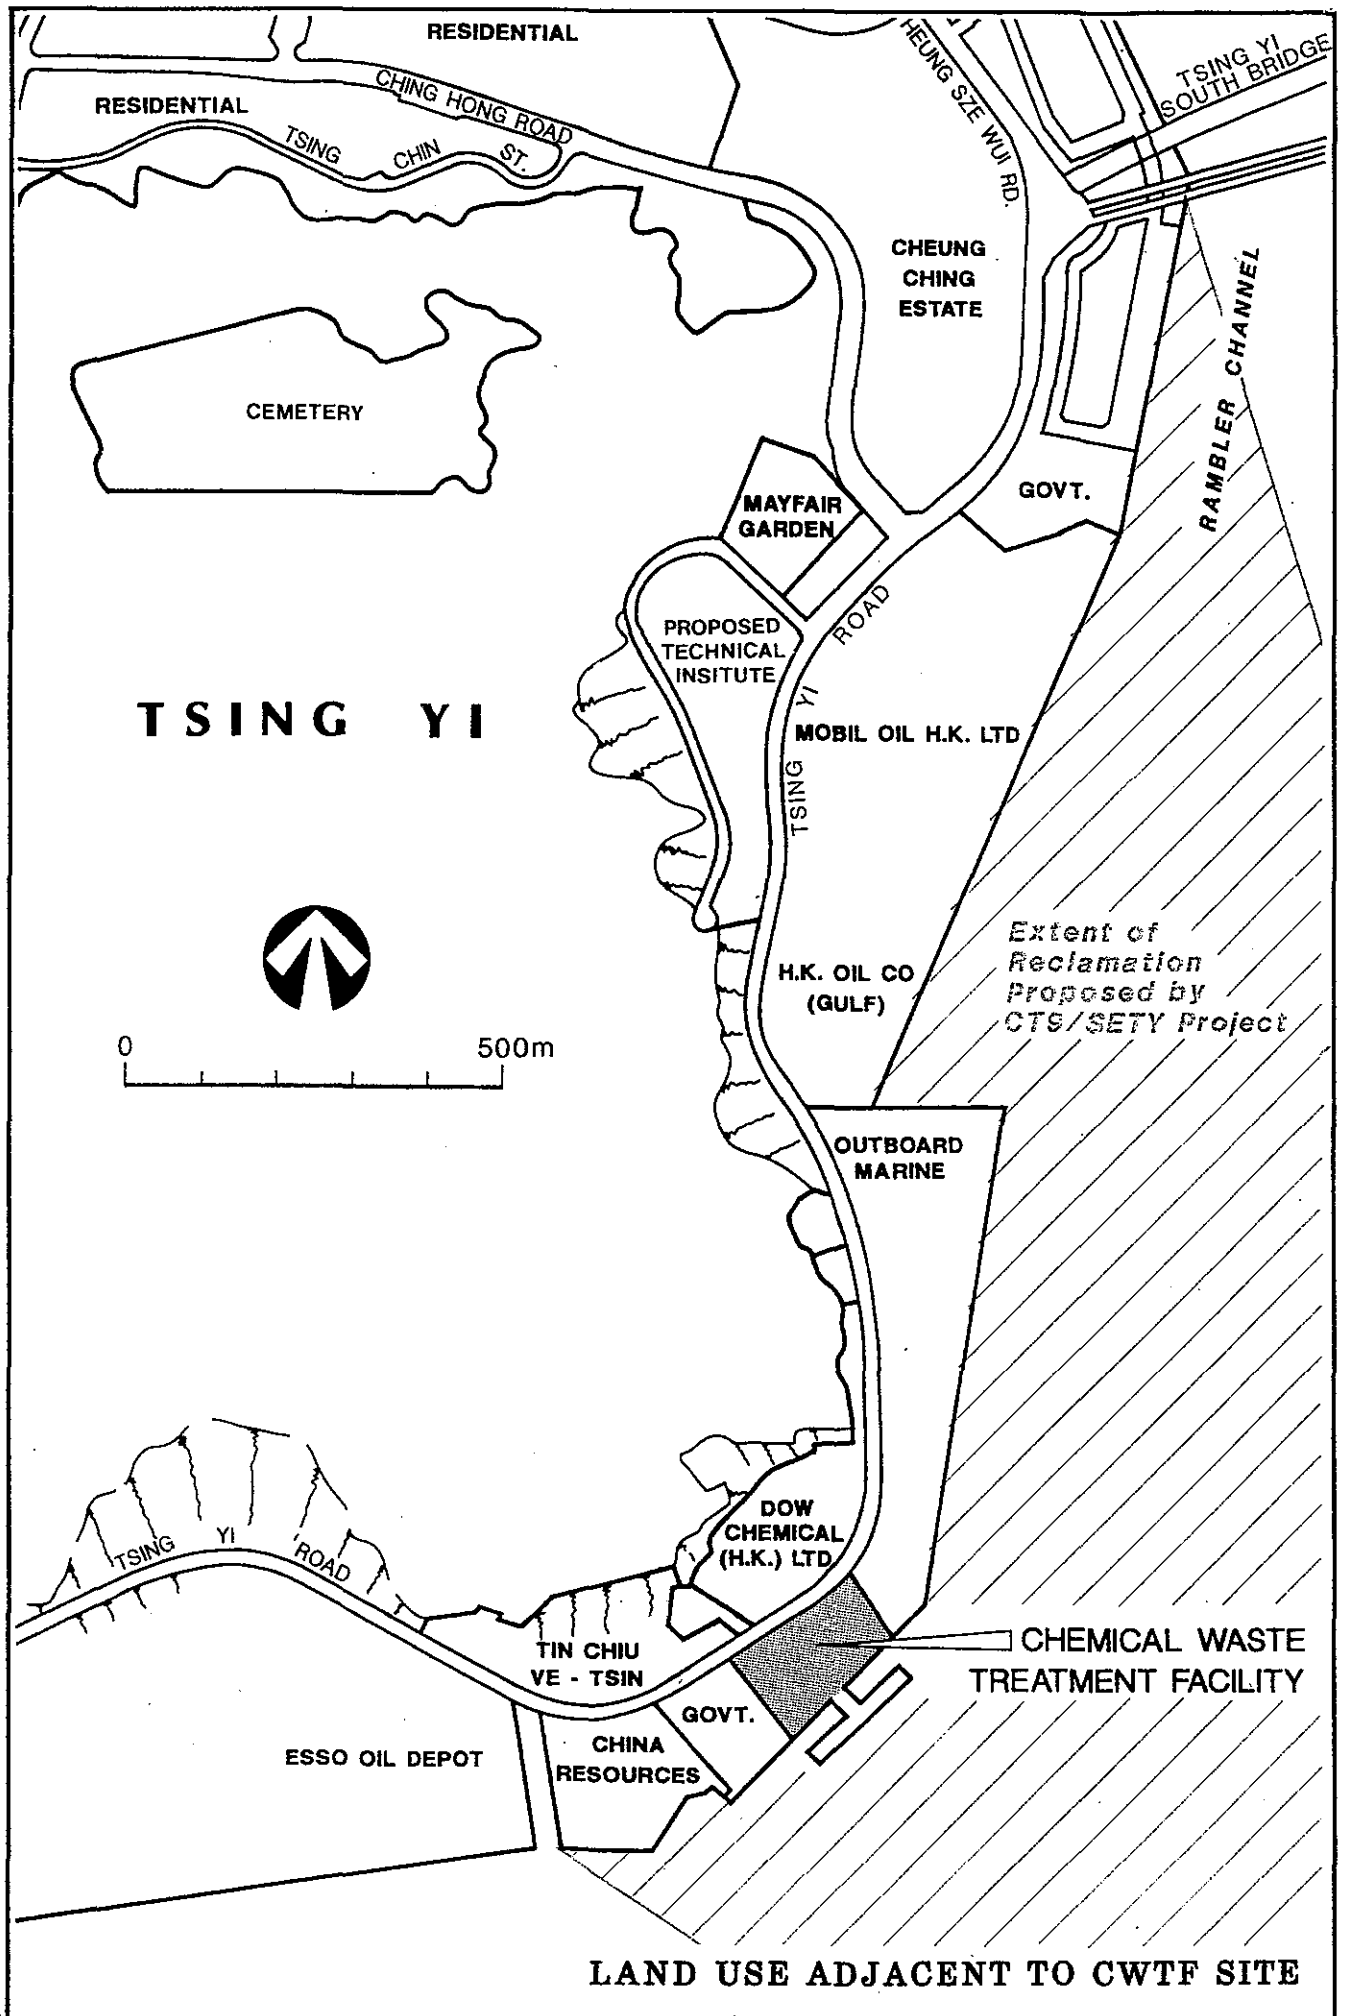 RESIDENTIAL
CHING HONG ROAD
RESIDENTIAL
TSING CHIN ST.
HEUNG SZE WUI RD.
TSING YI
SOUTH BRIDGE
CHEUNG
CHING
ESTATE
RAMBLER CHANNEL
CEMETERY
GOVT.
MAYFAIR
GARDEN
PROPOSED
TECHNICAL
INSITUTE
TSING YI ROAD
TSING YI
MOBIL OIL H.K. LTD
Extent of
Reclamation
Proposed by
CT9/SETY Project
H.K. OIL CO
(GULF)
0 500m
OUTBOARD
MARINE
DOW
CHEMICAL
(H.K.) LTD
TSING YI ROAD
TIN CHIU
VE - TSIN
CHEMICAL WASTE
TREATMENT FACILITY
GOVT.
CHINA
RESOURCES
ESSO OIL DEPOT
LAND USE ADJACENT TO CWTF SITE